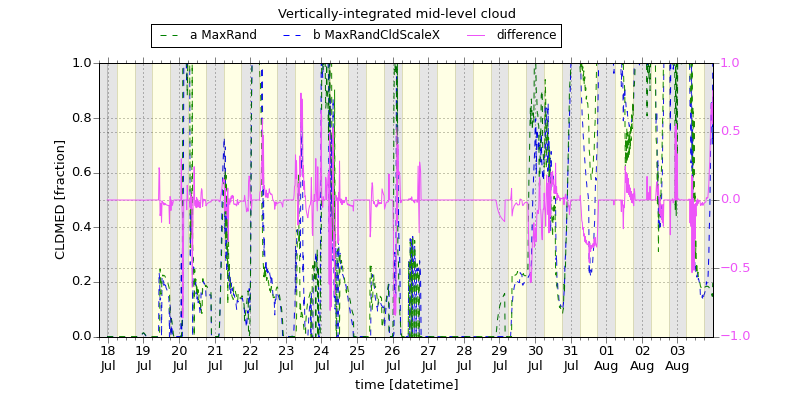 Vertically-integrated mid-level cloud
a MaxRand b MaxRandCldScaleX difference
1.0 1.0
0.8 0.5
0.6
0.4 0.0
0.2 −0.5
0.0 −1.0
CLDMED [fraction]
18 19 20 21 22 23 24 25 26 27 28 29 30 31 01 02 03
Jul Jul Jul Jul Jul Jul Jul Jul Jul Jul Jul Jul Jul Jul Aug Aug Aug
time [datetime]